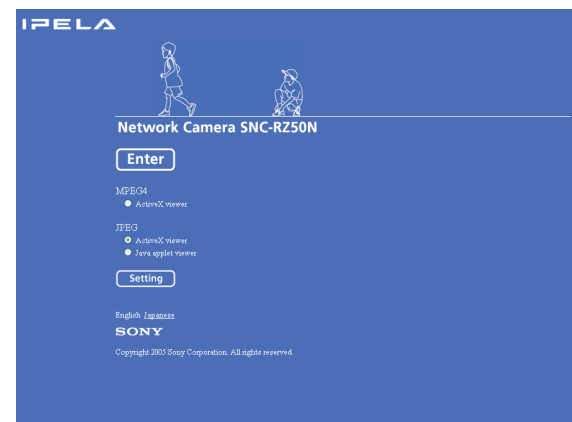 IPELA
Network Camera SNC-RZ50N
Enter
MPEG4
ActiveX viewer
JPEG
ActiveX viewer
Java applet viewer
Setting
English Japanese
SONY
Copyright 2005 Sony Corporation. All rights reserved.